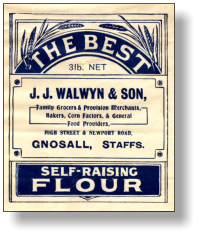 THE BEST
3lb. NET
J. J. WALWYN & SON,
Family Grocers & Provision Merchants,
Bakers, Corn Factors, & General
Food Providers,
HIGH STREET & NEWPORT ROAD,
GNOSALL, STAFFS.
SELF-RAISING
FLOUR